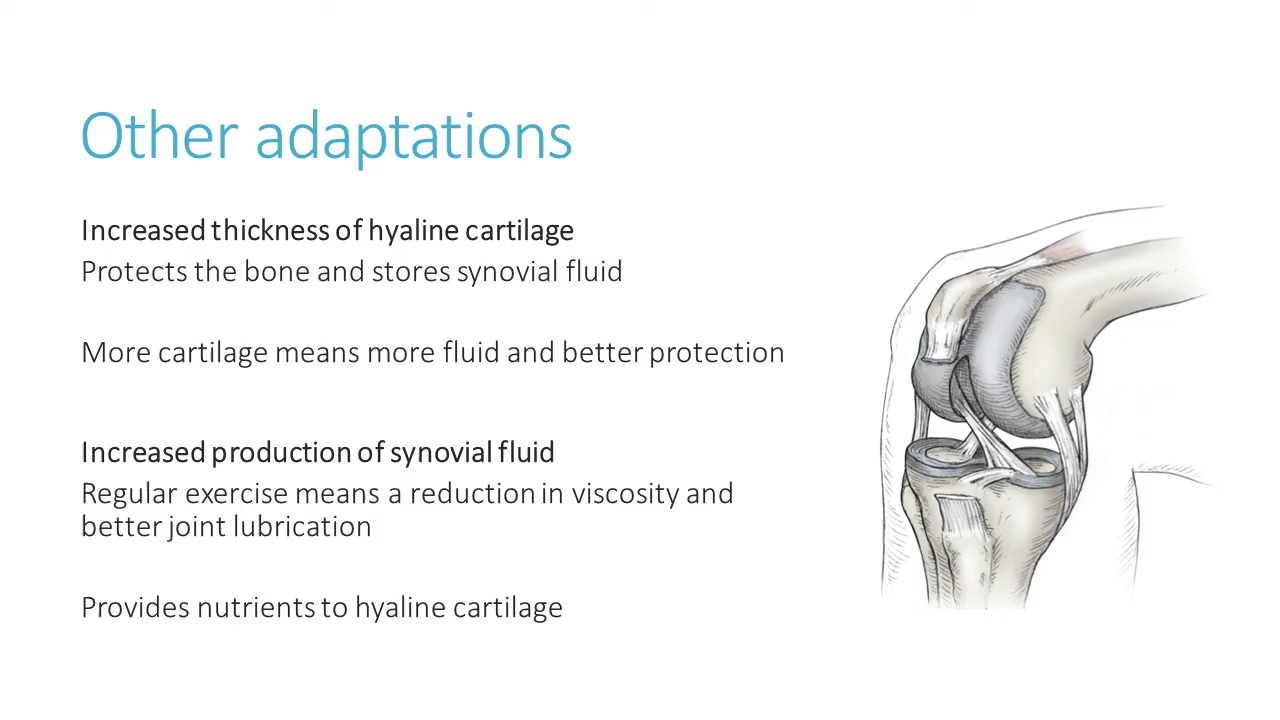 Other adaptations
Increased thickness of hyaline cartilage
Protects the bone and stores synovial fluid
More cartilage means more fluid and better protection
Increased production of synovial fluid
Regular exercise means a reduction in viscosity and
better joint lubrication
Provides nutrients to hyaline cartilage